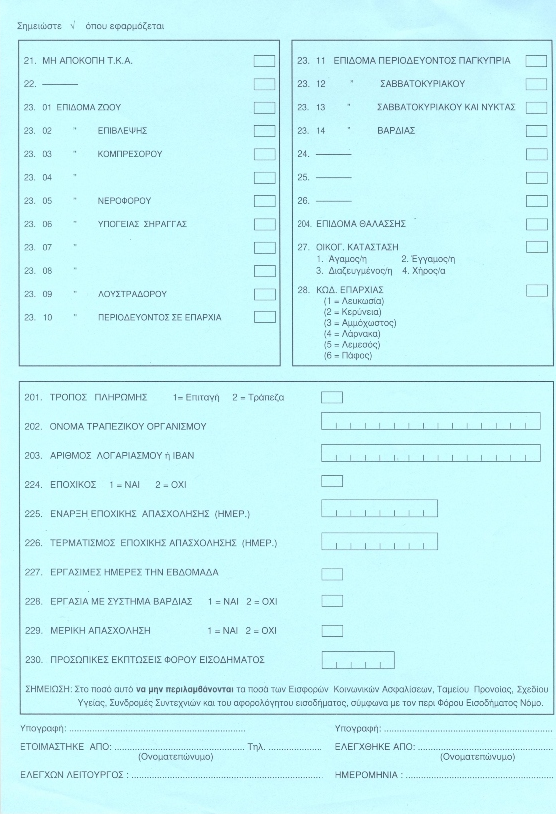 Σημειώστε √ όπου εφαρμόζεται
21. ΜΗ ΑΠΟΚΟΠΗ Τ.Κ.Α.
22. ———
23. 01 ΕΠΙΔΟΜΑ ΖΩΟΥ
23. 02 " ΕΠΙΒΛΕΨΗΣ
23. 03 " ΚΟΜΠΡΕΣΟΡΟΥ
23. 04 "
23. 05 " ΝΕΡΟΦΟΡΟΥ
23. 06 " ΥΠΟΓΕΙΑΣ ΣΗΡΑΓΓΑΣ
23. 07 "
23. 08 "
23. 09 " ΛΟΥΣΤΡΑΔΟΡΟΥ
23. 10 " ΠΕΡΙΟΔΕΥΟΝΤΟΣ ΣΕ ΕΠΑΡΧΙΑ
23. 11 ΕΠΙΔΟΜΑ ΠΕΡΙΟΔΕΥΟΝΤΟΣ ΠΑΓΚΥΠΡΙΑ
23. 12 " ΣΑΒΒΑΤΟΚΥΡΙΑΚΟΥ
23. 13 " ΣΑΒΒΑΤΟΚΥΡΙΑΚΟΥ ΚΑΙ ΝΥΚΤΑΣ
23. 14 " ΒΑΡΔΙΑΣ
24. ———
25. ———
26. ———
204. ΕΠΙΔΟΜΑ ΘΑΛΑΣΣΗΣ
27. ΟΙΚΟΓ. ΚΑΤΑΣΤΑΣΗ
1. Αγαμος/η 2. Έγγαμος/η
3. Διαζευγμένος/η 4. Χήρος/α
28. ΚΩΔ. ΕΠΑΡΧΙΑΣ
(1 = Λευκωσία)
(2 = Κερύνεια)
(3 = Αμμόχωστος)
(4 = Λάρνακα)
(5 = Λεμεσός)
(6 = Πάφος)
201. ΤΡΟΠΟΣ ΠΛΗΡΩΜΗΣ 1= Επιταγή 2 = Τράπεζα
202. ΟΝΟΜΑ ΤΡΑΠΕΖΙΚΟΥ ΟΡΓΑΝΙΣΜΟΥ
203. ΑΡΙΘΜΟΣ ΛΟΓΑΡΙΑΣΜΟΥ ή ΙΒΑΝ
224. ΕΠΟΧΙΚΟΣ 1 = ΝΑΙ 2 = ΟΧΙ
225. ΕΝΑΡΞΗ ΕΠΟΧΙΚΗΣ ΑΠΑΣΧΟΛΗΣΗΣ (ΗΜΕΡ.)
226. ΤΕΡΜΑΤΙΣΜΟΣ ΕΠΟΧΙΚΗΣ ΑΠΑΣΧΟΛΗΣΗΣ (ΗΜΕΡ.)
227. ΕΡΓΑΣΙΜΕΣ ΗΜΕΡΕΣ ΤΗΝ ΕΒΔΟΜΑΔΑ
228. ΕΡΓΑΣΙΑ ΜΕ ΣΥΣΤΗΜΑ ΒΑΡΔΙΑΣ 1 = ΝΑΙ 2 = ΟΧΙ
229. ΜΕΡΙΚΗ ΑΠΑΣΧΟΛΗΣΗ 1 = ΝΑΙ 2 = ΟΧΙ
230. ΠΡΟΣΩΠΙΚΕΣ ΕΚΠΤΩΣΕΙΣ ΦΟΡΟΥ ΕΙΣΟΔΗΜΑΤΟΣ
ΣΗΜΕΙΩΣΗ: Στο ποσό αυτό να μην περιλαμβάνονται τα ποσά των Εισφορών Κοινωνικών Ασφαλίσεων, Ταμείου Προνοίας, Σχεδίου
Υγείας, Συνδρομές Συντεχνιών και του αφορολόγητου εισοδήματος, σύμφωνα με τον περι Φόρου Εισοδήματος Νόμο.
Υπογραφή: ........................ Υπογραφή: ........................
ΕΤΟΙΜΑΣΤΗΚΕ ΑΠΟ: ........................ Τηλ. ............ ΕΛΕΓΧΘΗΚΕ ΑΠΟ: ........................
(Ονοματεπώνυμο) (Ονοματεπώνυμο)
ΕΛΕΓΧΩΝ ΛΕΙΤΟΥΡΓΟΣ : ........................ ΗΜΕΡΟΜΗΝΙΑ : ........................